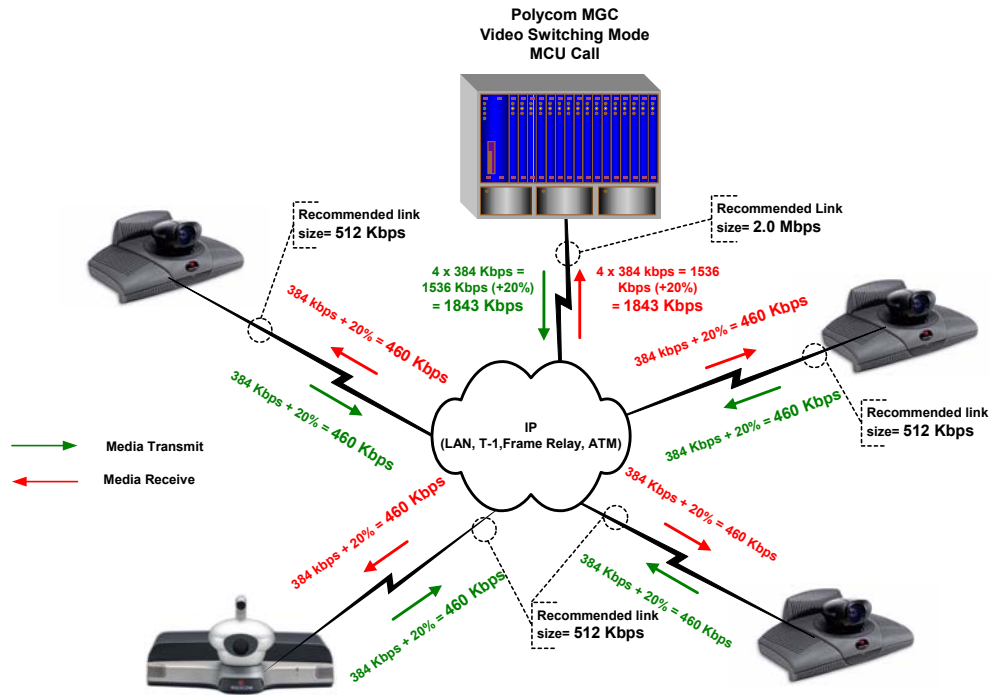 Polycom MGC
Video Switching Mode
MCU Call
Recommended link
size= 512 Kbps
Recommended Link
size= 2.0 Mbps
4 x 384 Kbps =
1536 Kbps (+20%)
= 1843 Kbps
4 x 384 kbps = 1536
Kbps (+20%)
= 1843 Kbps
384 kbps + 20% = 460 Kbps
384 Kbps + 20% = 460 Kbps
384 kbps + 20% = 460 Kbps
384 Kbps + 20% = 460 Kbps
Recommended link
size= 512 Kbps
IP
(LAN, T-1,Frame Relay, ATM)
Media Transmit
Media Receive
384 kbps + 20% = 460 Kbps
384 Kbps + 20% = 460 Kbps
384 kbps + 20% = 460 Kbps
384 Kbps + 20% = 460 Kbps
Recommended link
size= 512 Kbps